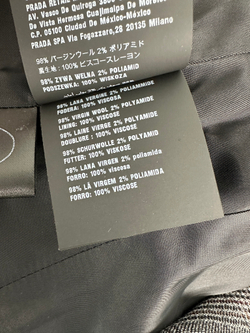 PRADA RETAIL
Av. Vasco De Quiroga 3800
De Vista Hermosa Cuajimalpa De Morelos
C.P. 05100 Ciudad De México-México
PRADA SPA Via Fogazzaro,28 20135 Milano
98% バージンウール 2% ポリアミド
裏生地：100% ビスコースレーヨン
98% ŻYWA WEŁNA 2% POLIAMID
PODSZEWKA: 100% WISKOZA
98% LANA VERGINE 2% POLIAMMIDE
FODERA: 100% VISCOSA
98% VIRGIN WOOL 2% POLYAMIDE
LINING: 100% VISCOSE
98% LAINE VIERGE 2% POLYAMIDE
DOUBLURE : 100% VISCOSE
98% SCHURWOLLE 2% POLYAMID
FUTTER: 100% VISKOSE
98% LANA VIRGEN 2% poliamida
FORRO: 100% VISCOSA
98% LÃ VIRGEM 2% POLIAMIDA
FORRO: 100% VISCOSE